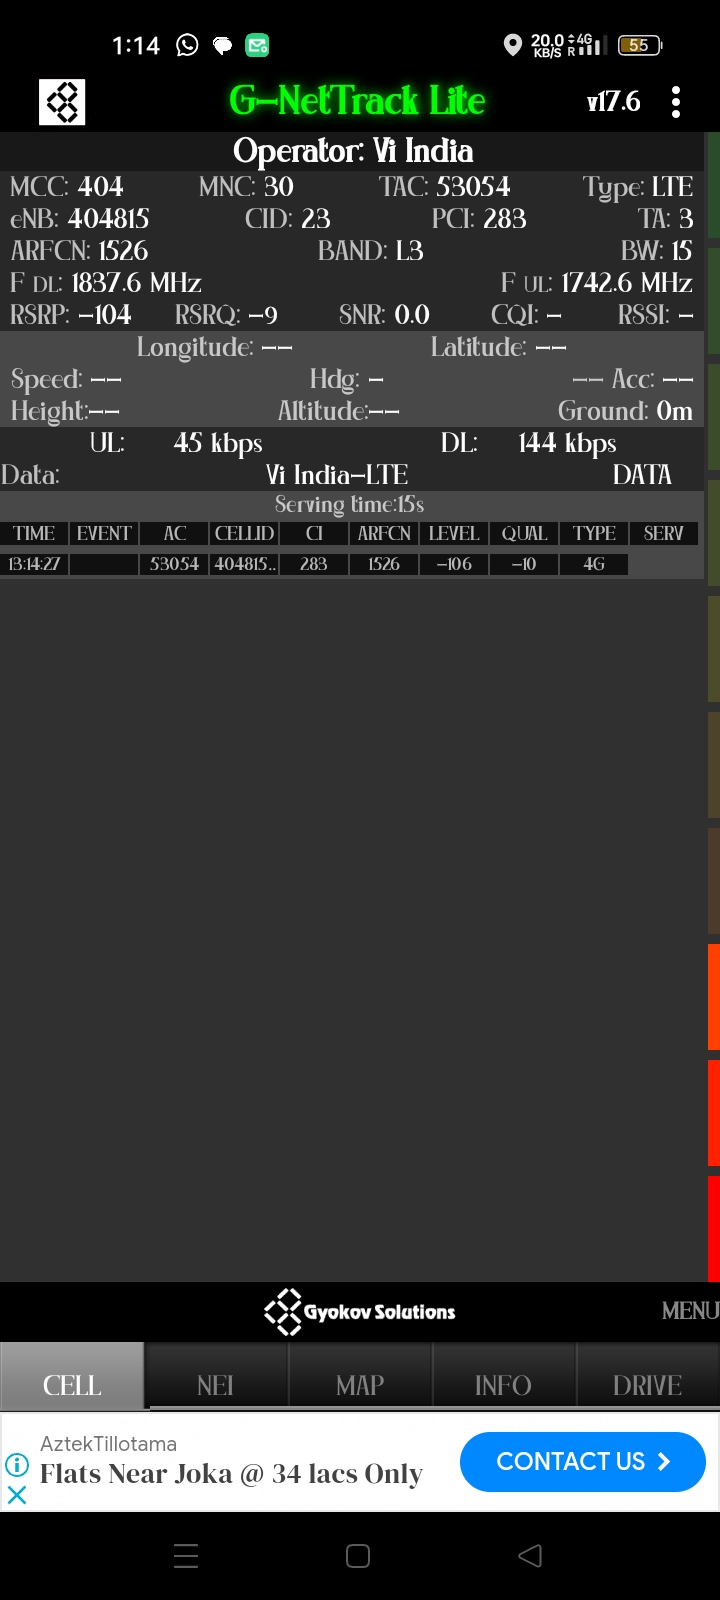 1:14 20.0 KB/S R 4G 55
G-NetTrack Lite v17.6
Operator: Vi India
MCC: 404 MNC: 30 TAC: 53054 Type: LTE
eNB: 404815 CID: 23 PCI: 283 TA: 3
ARFCN: 1526 BAND: L3 BW: 15
F DL: 1837.6 MHz F UL: 1742.6 MHz
RSRP: -104 RSRQ: -9 SNR: 0.0 CQI: - RSSI: -
Longitude: -- Latitude: --
Speed: -- Hdg: - -- Acc: --
Height:-- Altitude:-- Ground: 0m
UL: 45 kbps DL: 144 kbps
Data: Vi India-LTE DATA
Serving time:15s
TIME EVENT AC CELLID CI ARFCN LEVEL QUAL TYPE SERV
13:14:27 53054 404815.. 283 1526 -106 -10 4G
Gyokov Solutions MENU
CELL NEI MAP INFO DRIVE
AztekTillotama
Flats Near Joka @ 34 lacs Only
CONTACT US